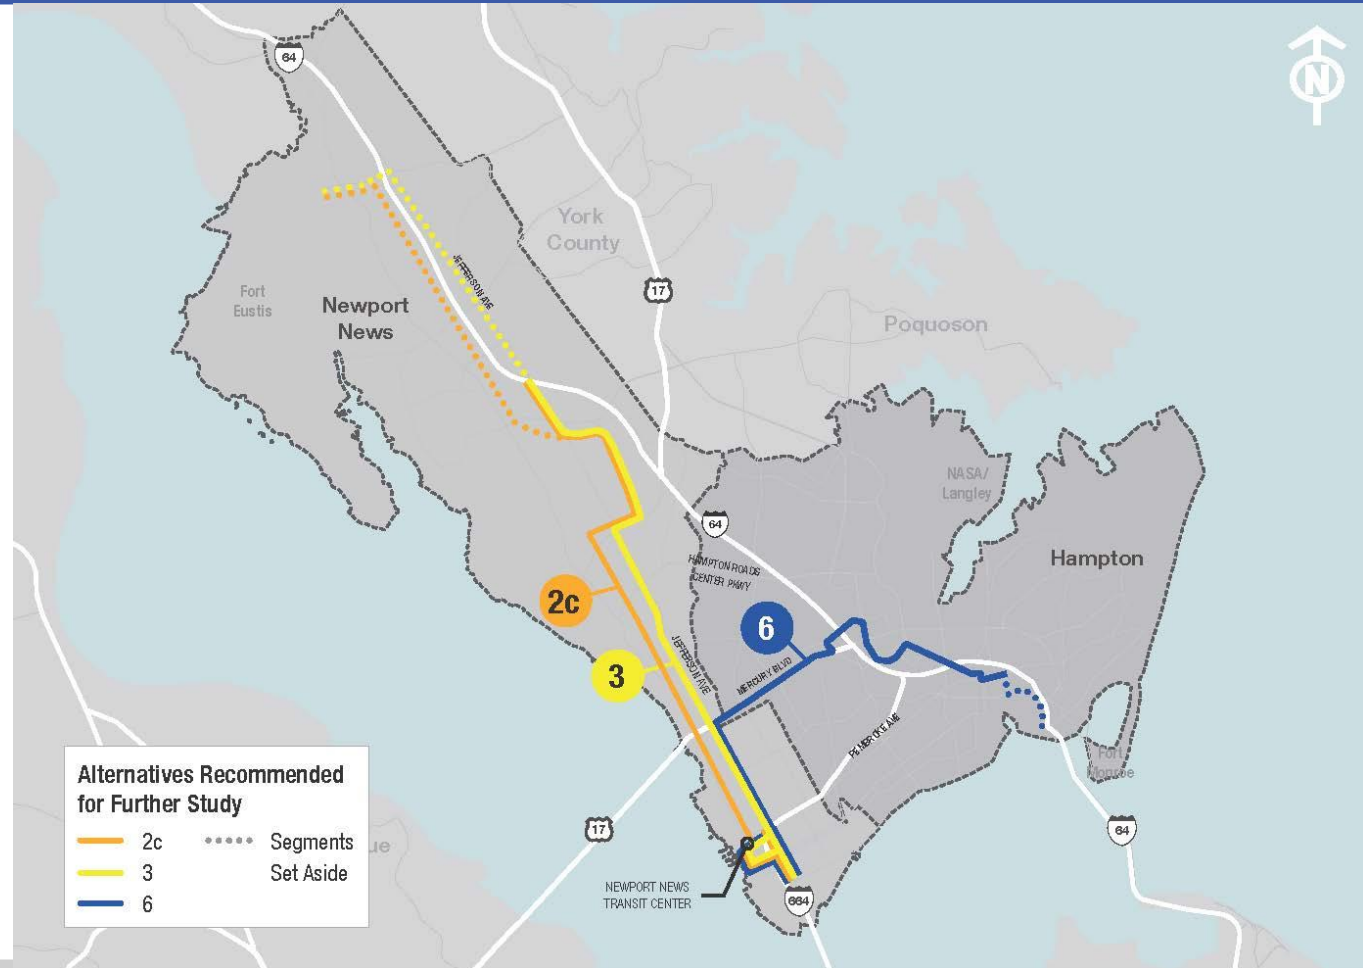 64
N
York
County
17
JEFFERSON AVE
Fort
Eustis
Newport
News
Poquoson
NASA/
Langley
64
Hampton
HAMPTON ROADS
CENTER PKWY
2c
6
JEFFERSON AVE
3
MERCURY BLVD
PEMBROKE AVE
Fort
Monroe
Alternatives Recommended
for Further Study
2c
Segments
Set Aside
3
6
ue
17
64
NEWPORT NEWS
TRANSIT CENTER
664